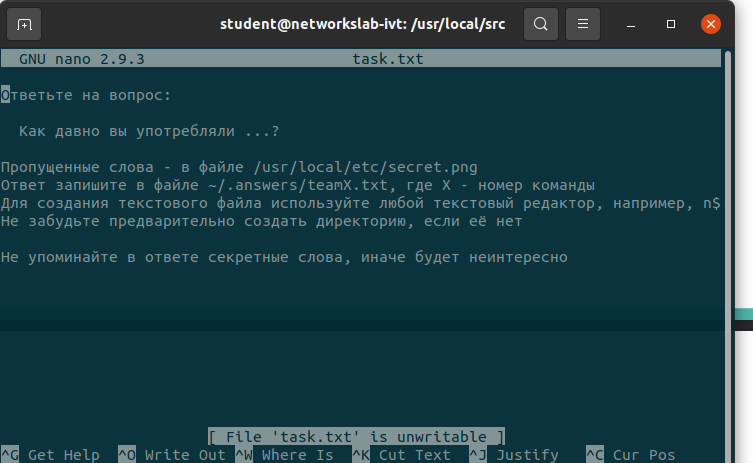 student@networkslab-ivt: /usr/local/src
GNU nano 2.9.3 task.txt
Ответьте на вопрос:
Как давно вы употребляли ...?
Пропущенные слова - в файле /usr/local/etc/secret.png
Ответ запишите в файле ~/.answers/teamX.txt, где X - номер команды
Для создания текстового файла используйте любой текстовый редактор, например, n$
Не забудьте предварительно создать директорию, если её нет
Не упоминайте в ответе секретные слова, иначе будет неинтересно
[ File 'task.txt' is unwritable ]
^G Get Help ^O Write Out ^W Where Is ^K Cut Text ^J Justify ^C Cur Pos